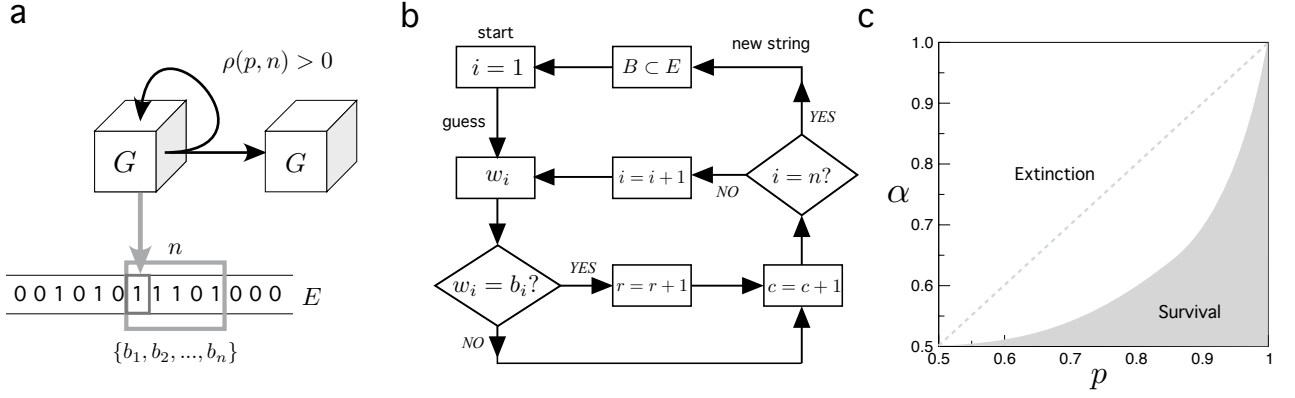 a
ρ(p, n) > 0
G
G
n
0 0 1 0 1 0 1 1 1 0 1 0 0 0
E
{b₁, b₂, ..., bₙ}
b
start
new string
i = 1
B ⊂ E
guess
YES
wᵢ
i = i + 1
i = n?
NO
wᵢ = bᵢ?
YES
r = r + 1
c = c + 1
NO
c
1.0
0.9
0.8
0.7
0.6
0.5
α
Extinction
Survival
0.5
0.6
0.7
0.8
0.9
1
p